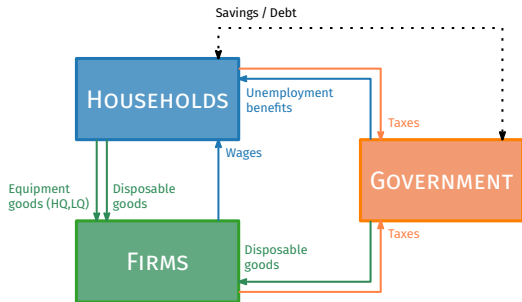 Savings / Debt
HOUSEHOLDS
Unemployment
benefits
Taxes
Wages
GOVERNMENT
Equipment
goods (HQ,LQ)
Disposable
goods
Taxes
Disposable
goods
FIRMS